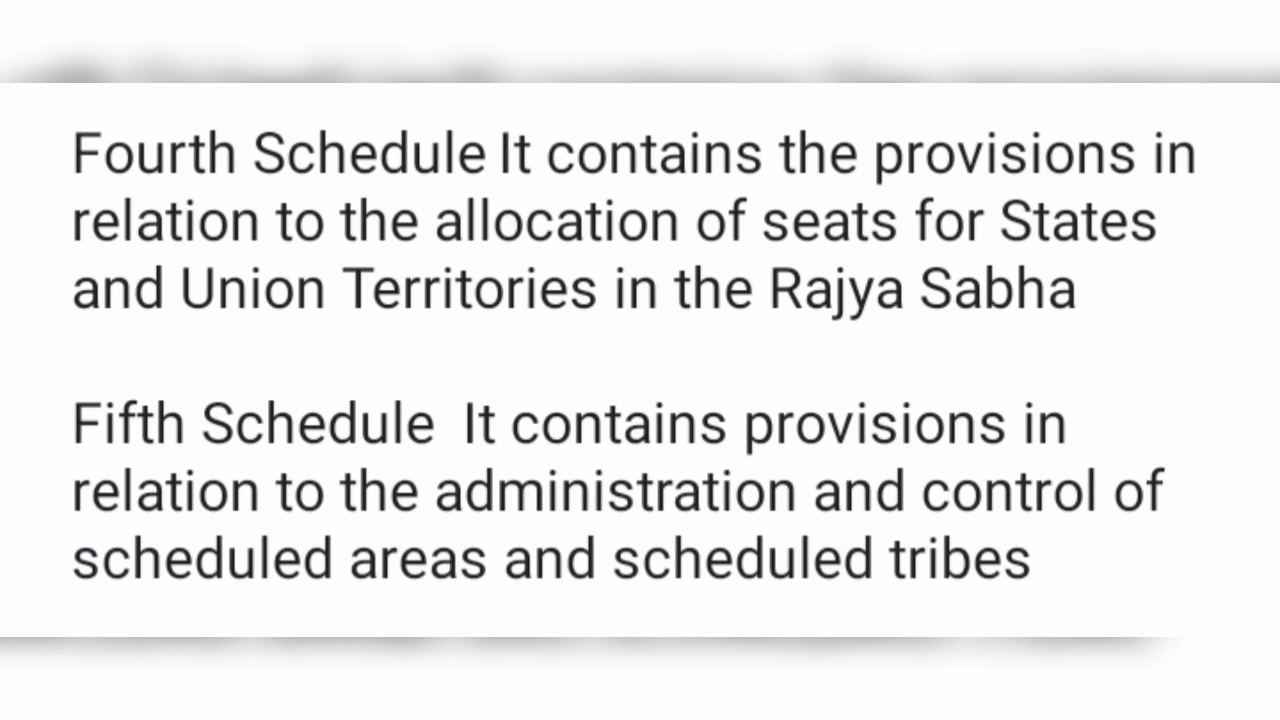 Fourth Schedule It contains the provisions in
relation to the allocation of seats for States
and Union Territories in the Rajya Sabha
Fifth Schedule It contains provisions in
relation to the administration and control of
scheduled areas and scheduled tribes